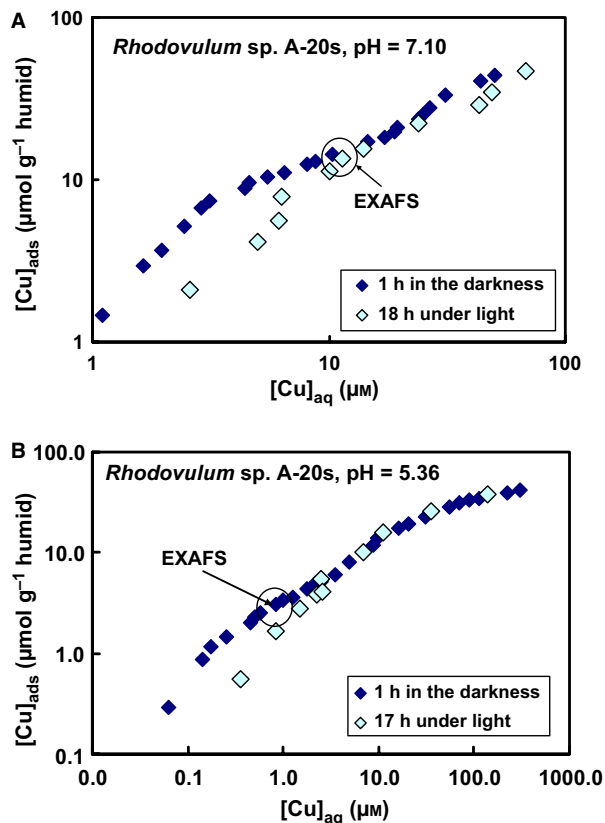 A
Rhodovulum sp. A-20s, pH = 7.10
100
10
1
[Cu]ads (µmol g⁻¹ humid)
EXAFS
1 h in the darkness
18 h under light
1
10
100
[Cu]aq (µM)
B
Rhodovulum sp. A-20s, pH = 5.36
100.0
10.0
1.0
0.1
[Cu]ads (µmol g⁻¹ humid)
EXAFS
1 h in the darkness
17 h under light
0.0
0.1
1.0
10.0
100.0
1000.0
[Cu]aq (µM)